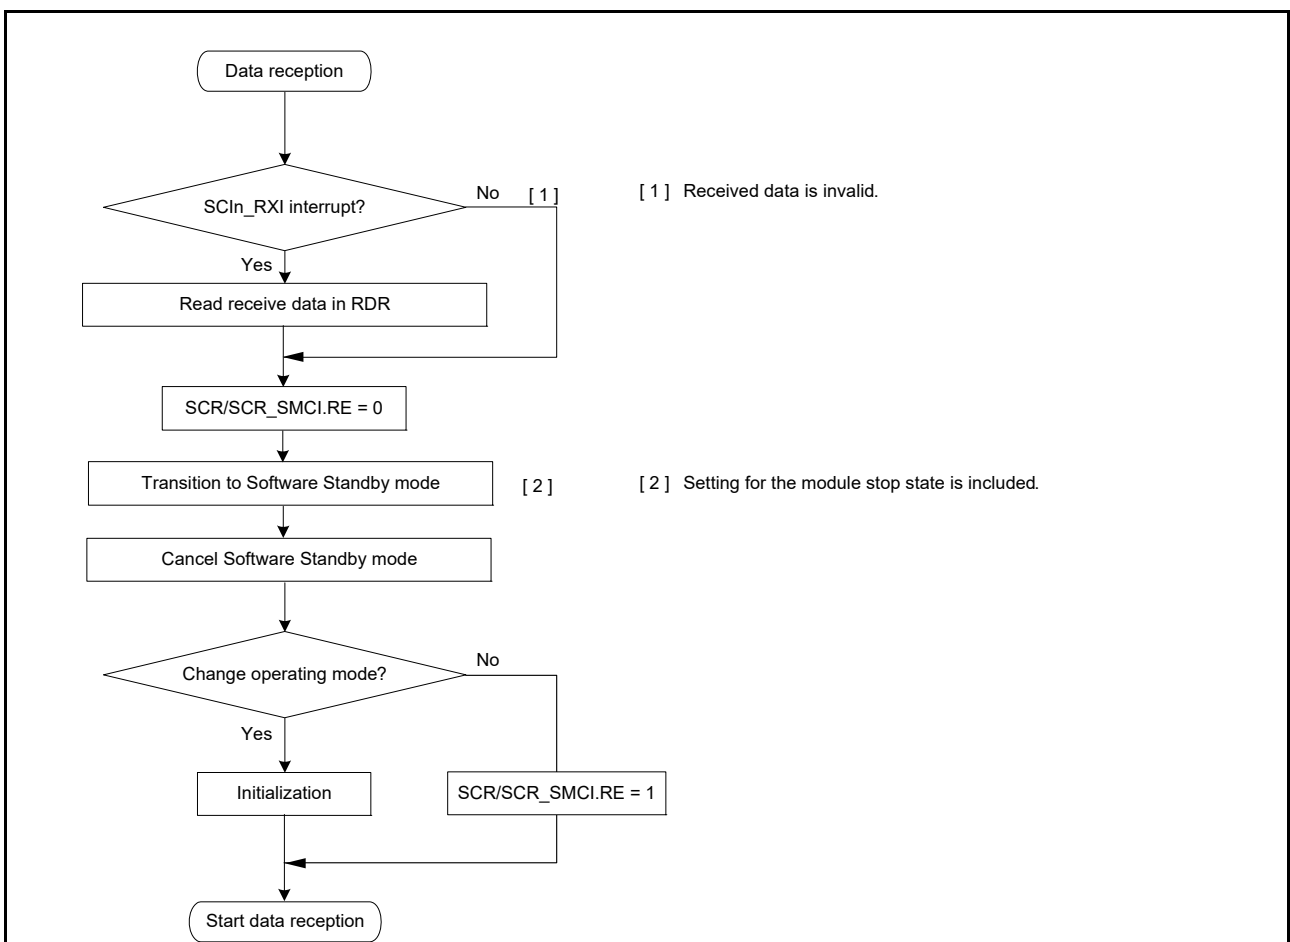 Data reception
SCIn_RXI interrupt?
No [ 1 ]
[ 1 ] Received data is invalid.
Yes
Read receive data in RDR
SCR/SCR_SMCI.RE = 0
Transition to Software Standby mode
[ 2 ]
[ 2 ] Setting for the module stop state is included.
Cancel Software Standby mode
Change operating mode?
No
Yes
Initialization
SCR/SCR_SMCI.RE = 1
Start data reception